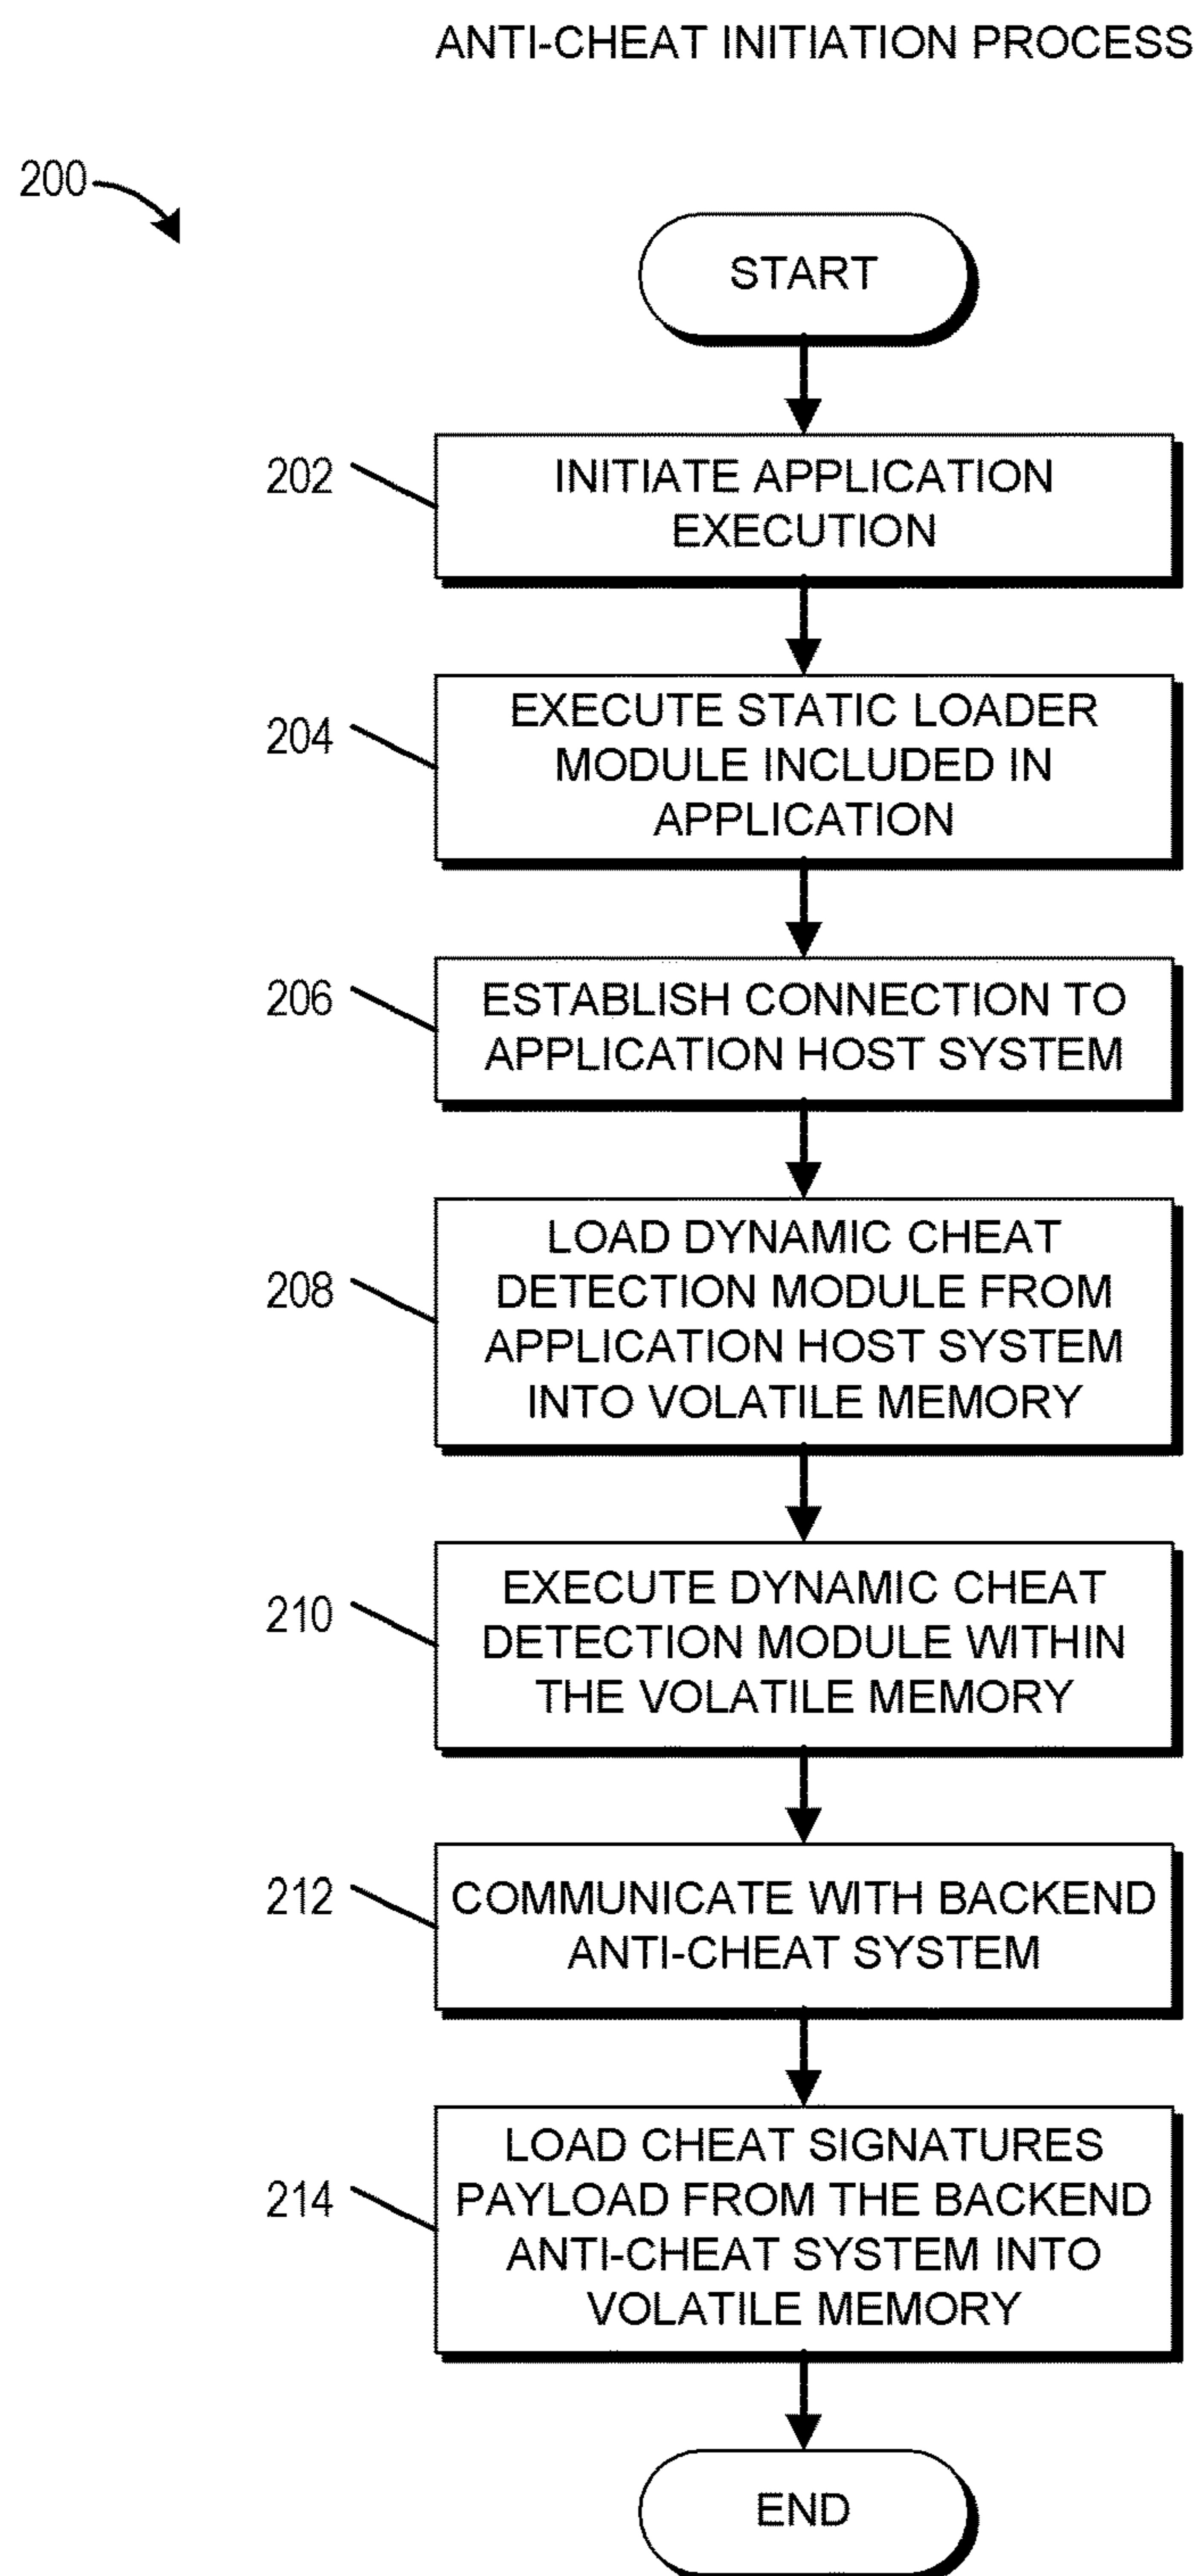 ANTI-CHEAT INITIATION PROCESS
200
START
202
INITIATE APPLICATION
EXECUTION
204
EXECUTE STATIC LOADER
MODULE INCLUDED IN
APPLICATION
206
ESTABLISH CONNECTION TO
APPLICATION HOST SYSTEM
208
LOAD DYNAMIC CHEAT
DETECTION MODULE FROM
APPLICATION HOST SYSTEM
INTO VOLATILE MEMORY
210
EXECUTE DYNAMIC CHEAT
DETECTION MODULE WITHIN
THE VOLATILE MEMORY
212
COMMUNICATE WITH BACKEND
ANTI-CHEAT SYSTEM
214
LOAD CHEAT SIGNATURES
PAYLOAD FROM THE BACKEND
ANTI-CHEAT SYSTEM INTO
VOLATILE MEMORY
END